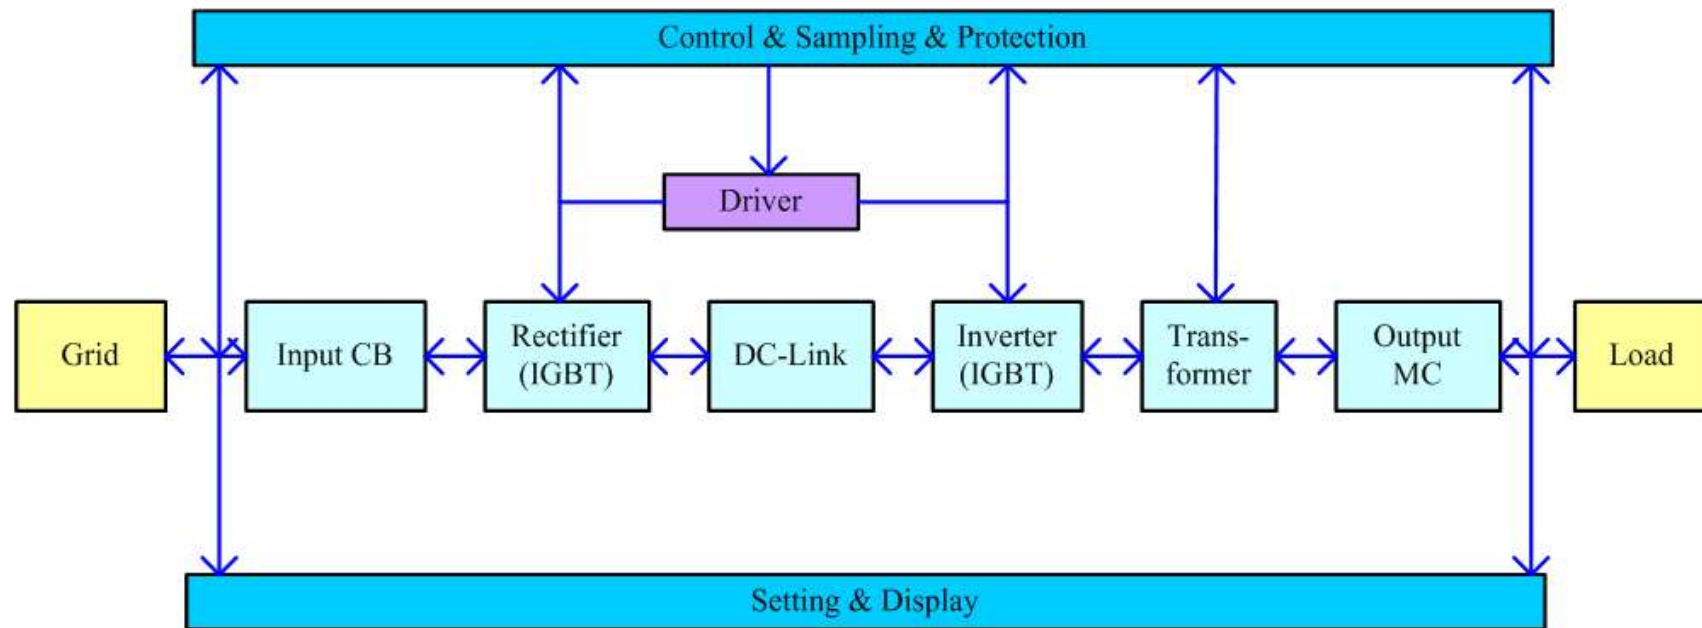 Control & Sampling & Protection
Driver
Grid
Input CB
Rectifier
(IGBT)
DC-Link
Inverter
(IGBT)
Trans-
former
Output
MC
Load
Setting & Display